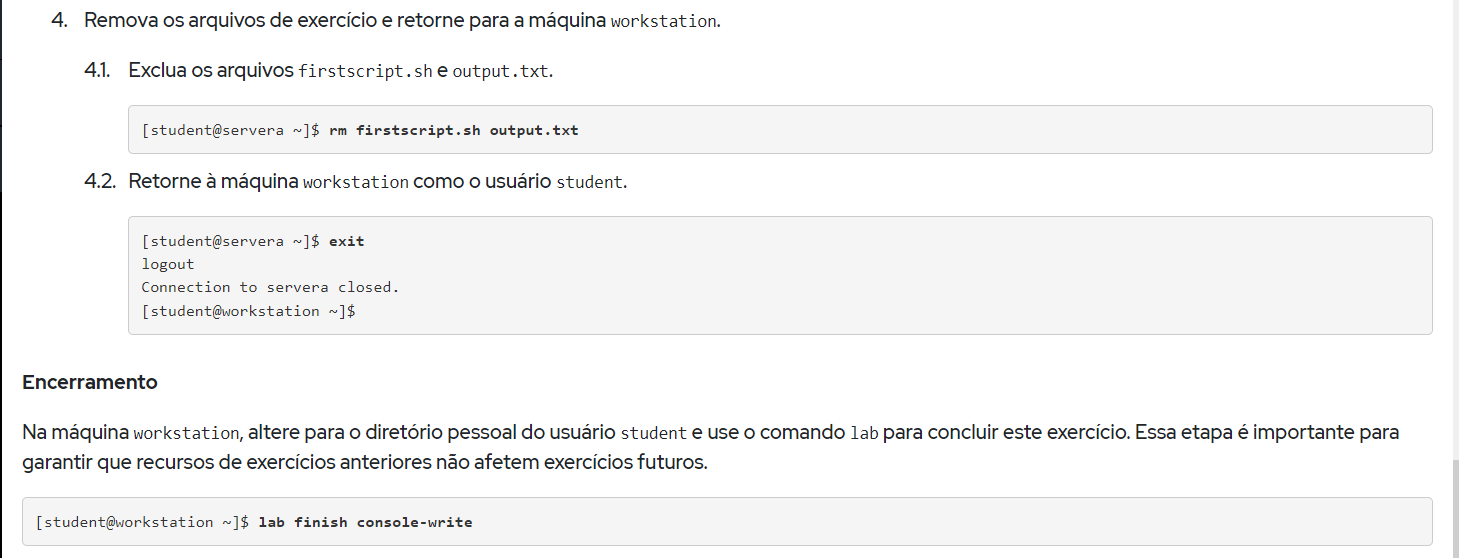 4. Remova os arquivos de exercício e retorne para a máquina workstation.
4.1. Exclua os arquivos firstscript.sh e output.txt.
[student@servera ~]$ rm firstscript.sh output.txt
4.2. Retorne à máquina workstation como o usuário student.
[student@servera ~]$ exit
logout
Connection to servera closed.
[student@workstation ~]$
Encerramento
Na máquina workstation, altere para o diretório pessoal do usuário student e use o comando lab para concluir este exercício. Essa etapa é importante para
garantir que recursos de exercícios anteriores não afetem exercícios futuros.
[student@workstation ~]$ lab finish console-write